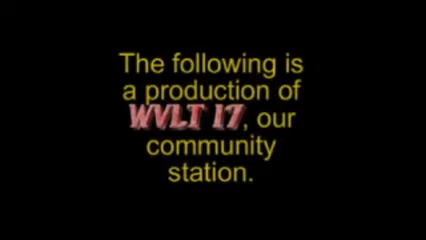 The following is
a production of
WVLT 17, our
community
station.